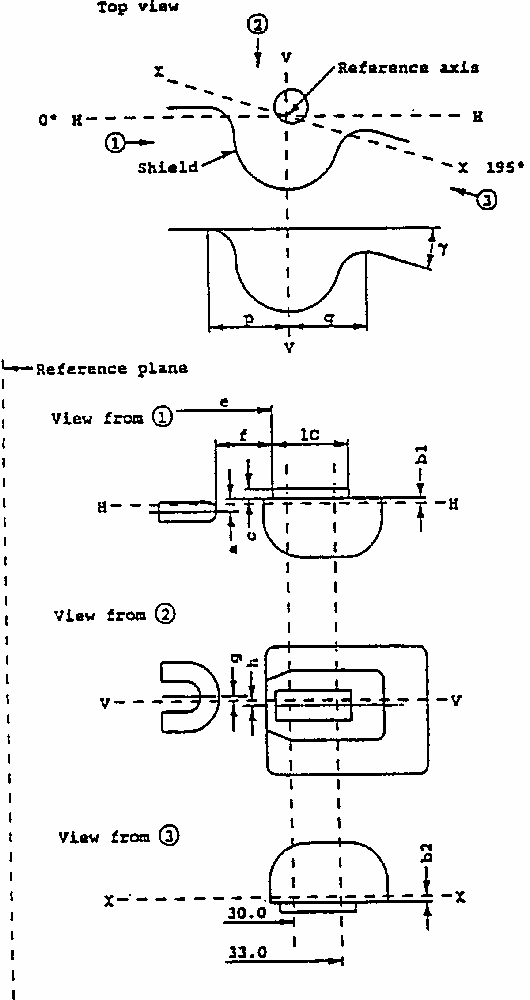 Top view
②
V
X
Reference axis
0° H
H
①
Shield
X 195°
③
γ
p
q
V
Reference plane
e
View from ①
f
lC
b1
H
H
c
a
View from ②
g
h
V
V
View from ③
b2
X
X
30.0
33.0